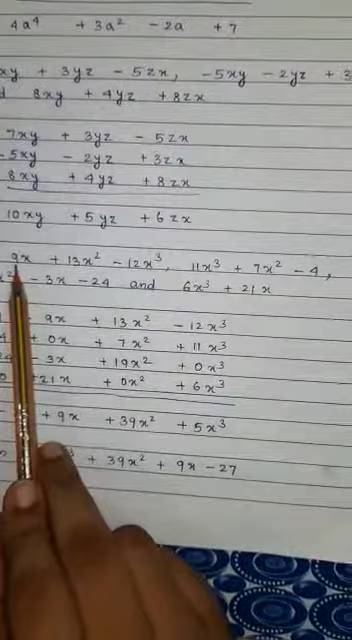 4a⁴ + 3a² - 2a + 7
xy + 3yz - 5zx, -5xy - 2yz + 3
8xy + 4yz + 8zx
7xy + 3yz - 5zx
-5xy - 2yz + 3zx
8xy + 4yz + 8zx
10xy + 5yz + 6zx
9x + 13x² - 12x³, 11x³ + 7x² - 4,
x² - 3x - 24 and 6x³ + 21x
- 9x + 13x² - 12x³
+ 0x + 7x² + 11x³
- 3x + 19x² + 0x³
+21x + 0x² + 6x³
+ 9x + 39x² + 5x³
x³ + 39x² + 9x - 27